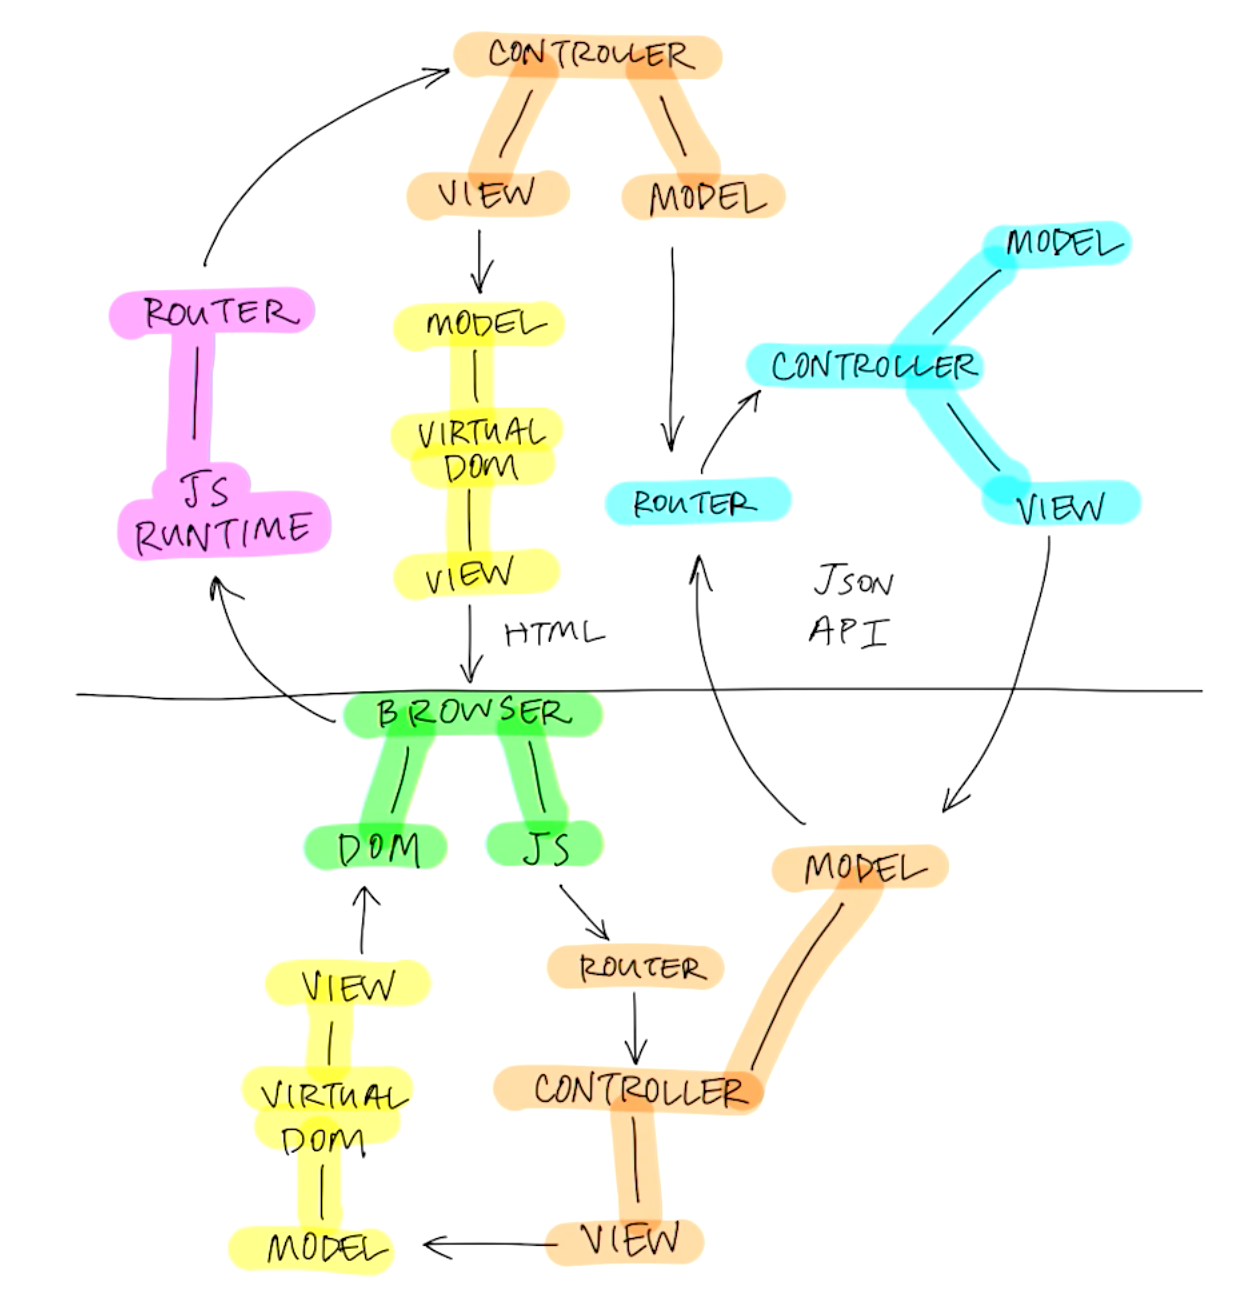 CONTROLLER
VIEW
MODEL
MODEL
ROUTER
MODEL
CONTROLLER
VIRTUAL
DOM
JS
RUNTIME
ROUTER
VIEW
VIEW
JSON
API
HTML
BROWSER
DOM
JS
MODEL
ROUTER
VIEW
CONTROLLER
VIRTUAL
DOM
VIEW
MODEL